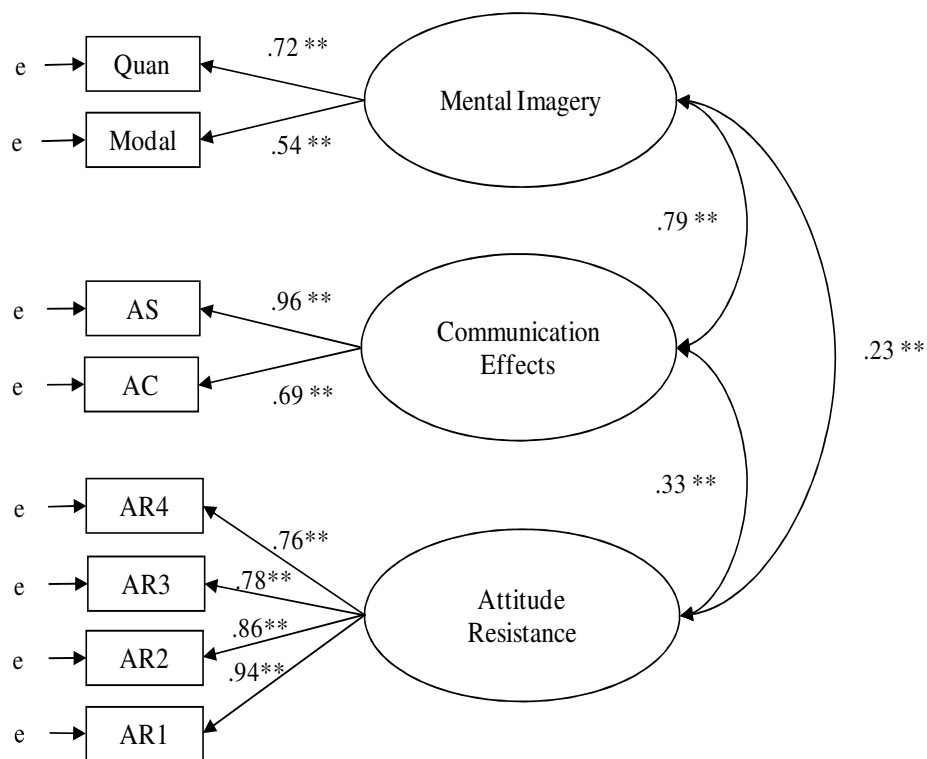 e
Quan
.72 **
Mental Imagery
e
Modal
.54 **
.79 **
e
AS
.96 **
Communication
Effects
.23 **
e
AC
.69 **
.33 **
e
AR4
.76**
e
AR3
.78**
Attitude
Resistance
e
AR2
.86**
.94**
e
AR1